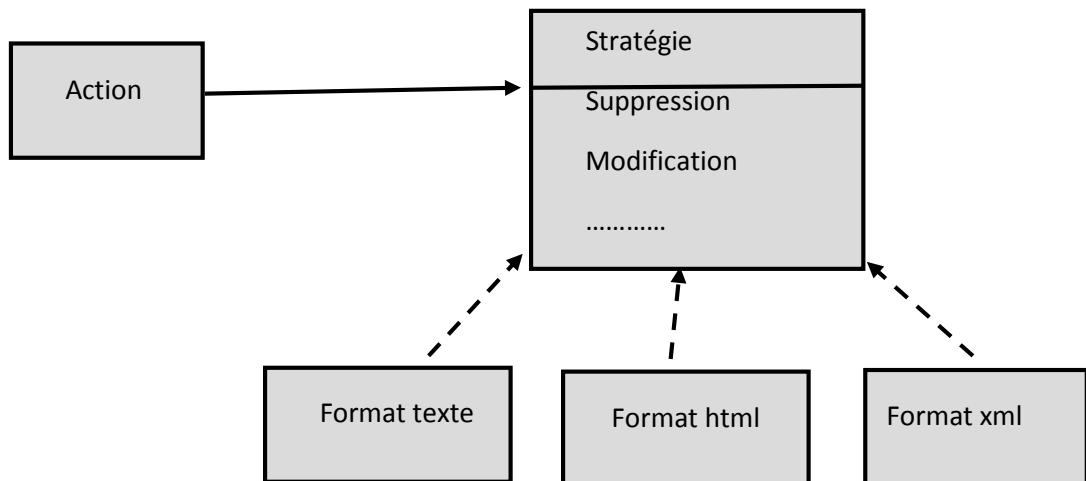 Stratégie
Action
Suppression
Modification
…………
Format texte
Format html
Format xml